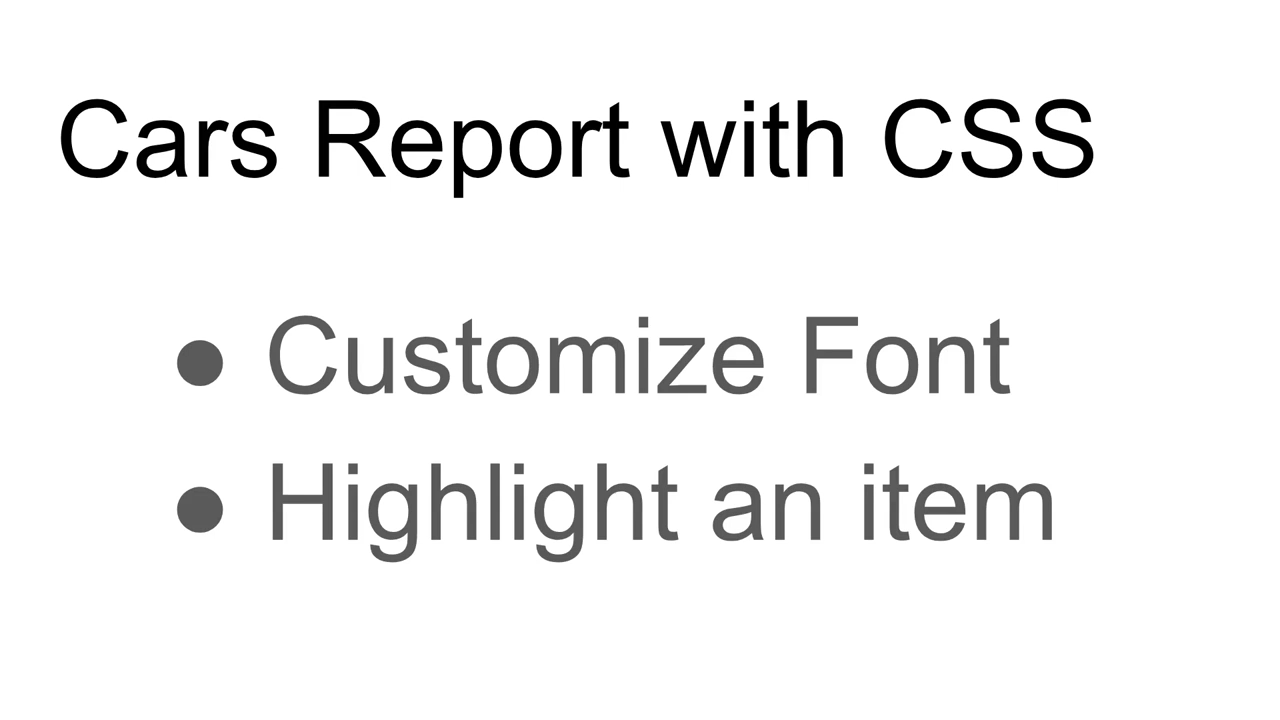 Cars Report with CSS
● Customize Font
● Highlight an item